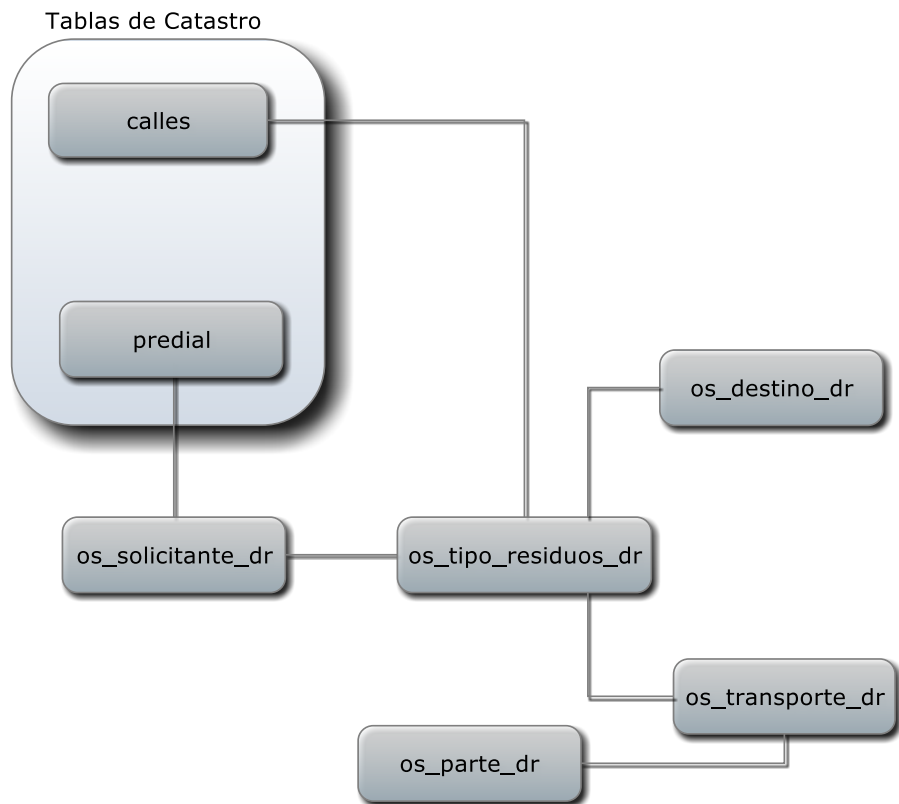 Tablas de Catastro
calles
predial
os_destino_dr
os_solicitante_dr
os_tipo_residuos_dr
os_transporte_dr
os_parte_dr